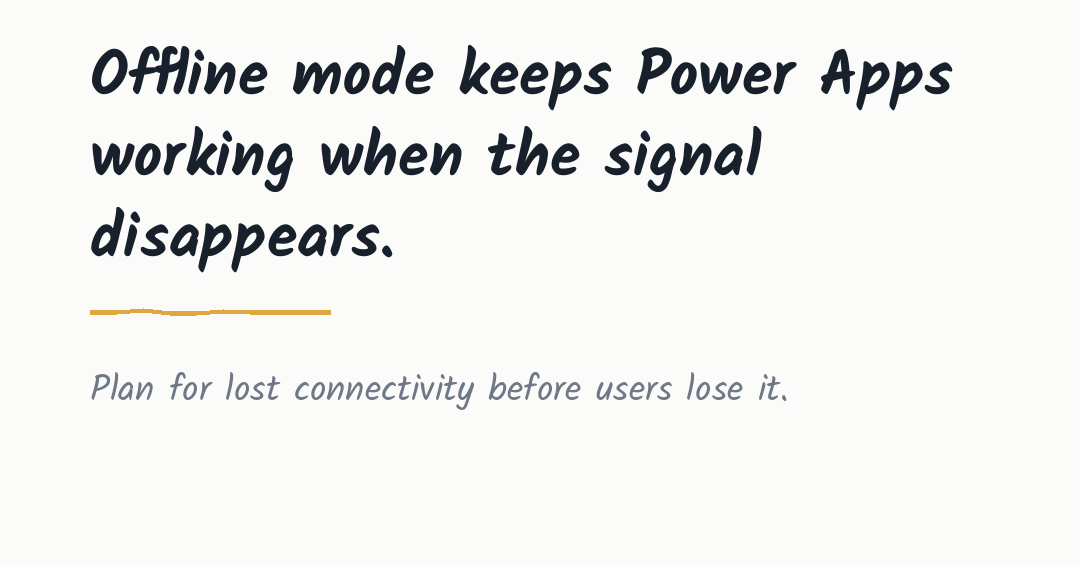 Offline mode keeps Power Apps
working when the signal
disappears.
Plan for lost connectivity before users lose it.